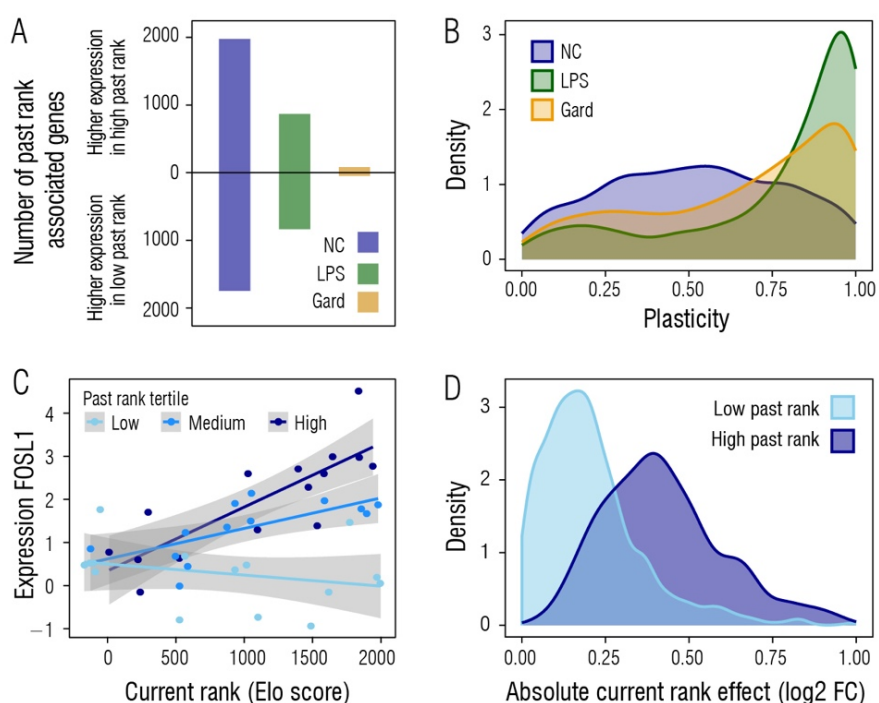 A
Number of past rank
associated genes
Higher expression
in high past rank
Higher expression
in low past rank
2000
1000
0
1000
2000
NC
LPS
Gard
B
Density
3
2
1
0
NC
LPS
Gard
0.00 0.25 0.50 0.75 1.00
Plasticity
C
Expression FOSL1
4
3
2
1
0
−1
Past rank tertile
Low Medium High
0 500 1000 1500 2000
Current rank (Elo score)
D
Density
3
2
1
0
Low past rank
High past rank
0.00 0.25 0.50 0.75 1.00
Absolute current rank effect (log2 FC)